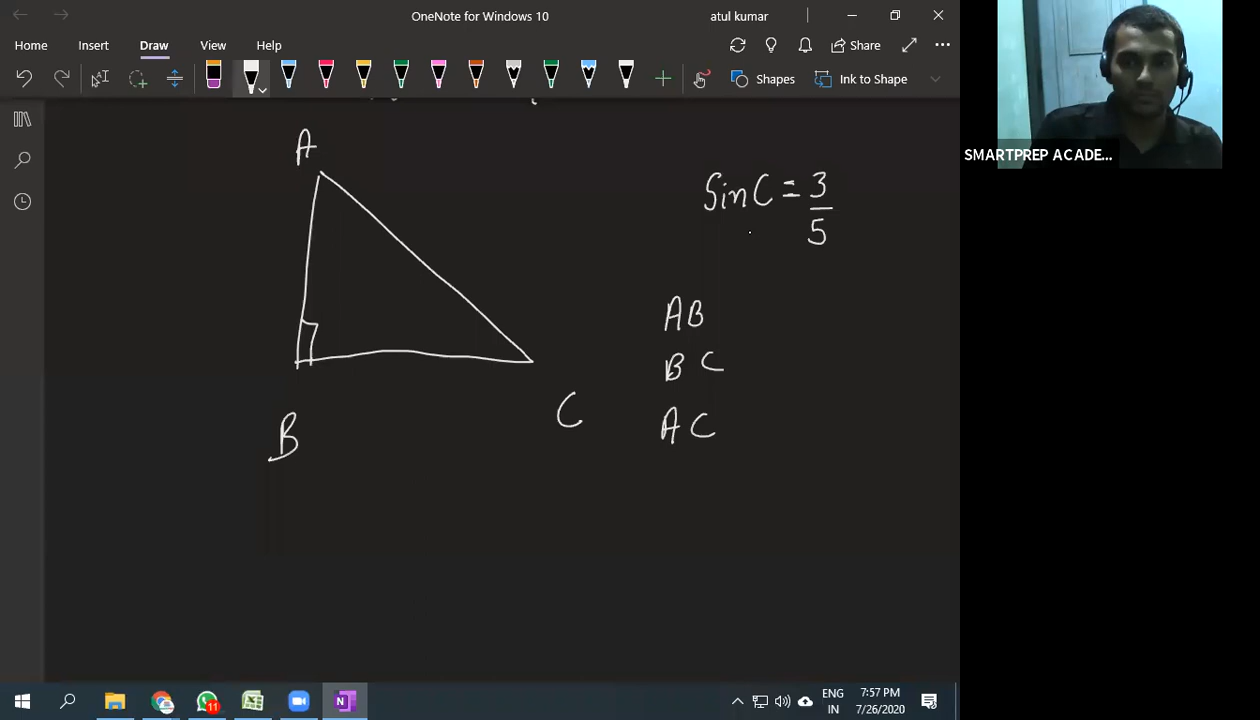 OneNote for Windows 10
atul kumar
Home Insert Draw View Help
Share
Shapes
Ink to Shape
SMARTPREP ACADE...
A
Sin C = 3
5
AB
BC
AC
B
C
11
ENG
IN
7:57 PM
7/26/2020